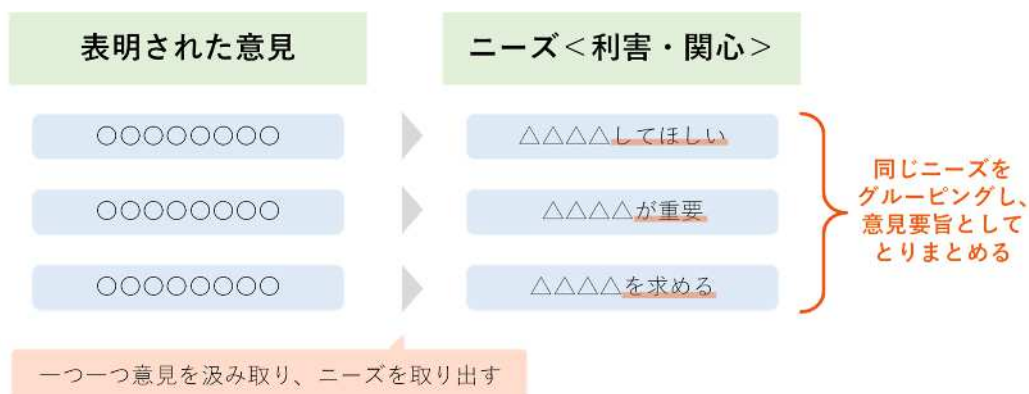 表明された意見
ニーズ＜利害・関心＞
○○○○○○○○
△△△△してほしい
○○○○○○○○
△△△△が重要
○○○○○○○○
△△△△を求める
同じニーズを
グルーピングし、
意見要旨として
とりまとめる
一つ一つ意見を汲み取り、ニーズを取り出す